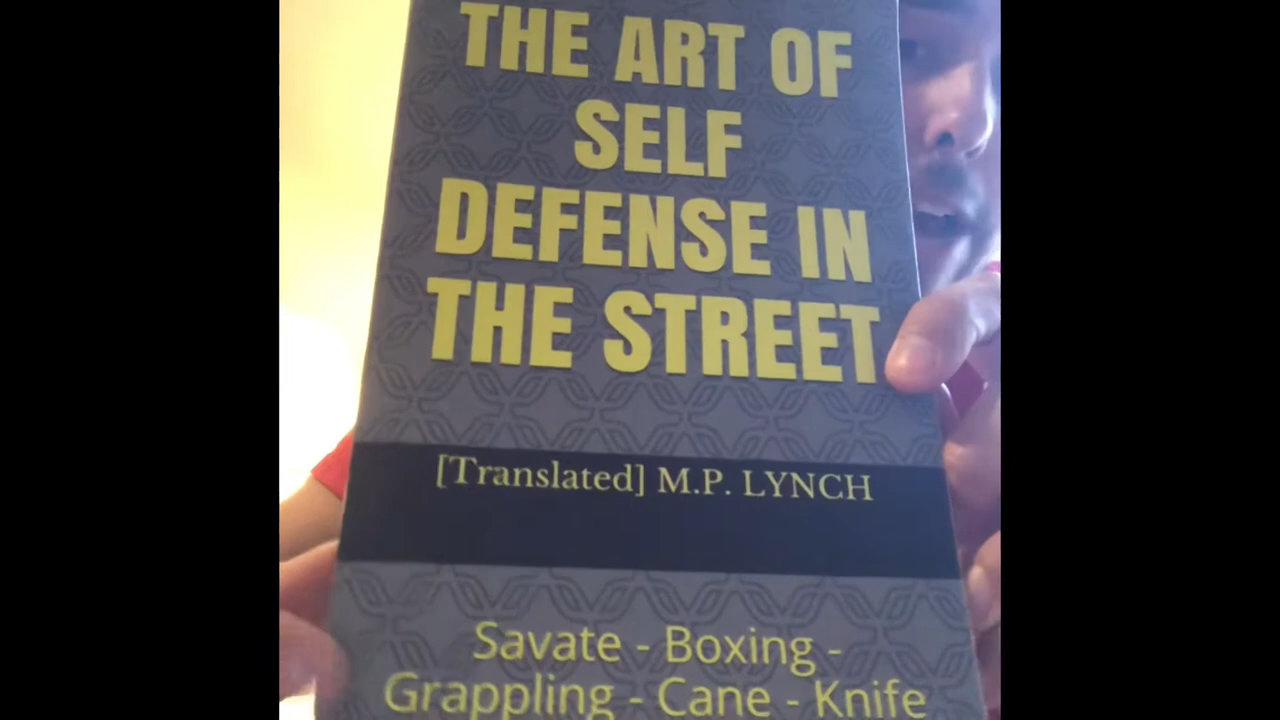 THE ART OF
SELF
DEFENSE IN
THE STREET
[Translated] M.P. LYNCH
Savate - Boxing -
Grappling - Cane - Knife